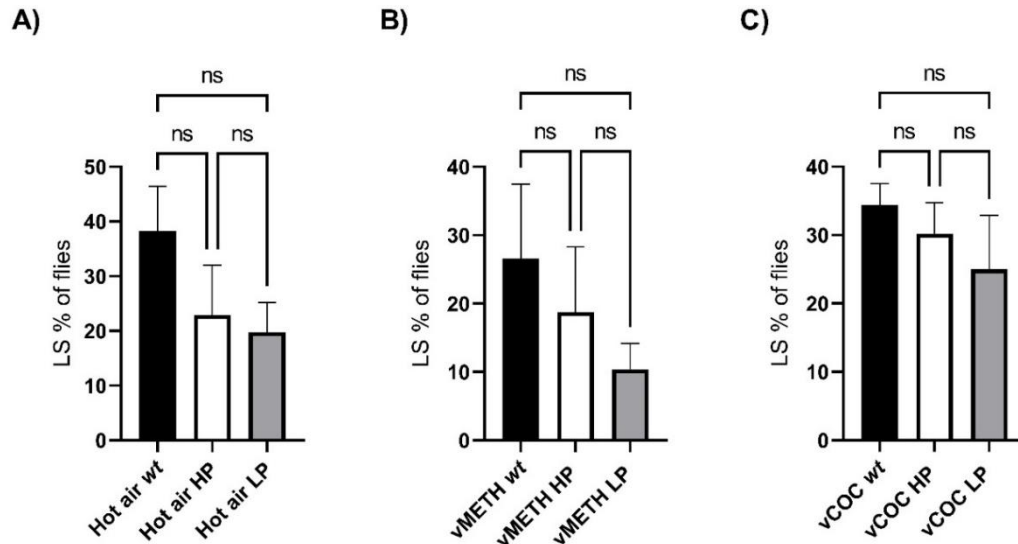 A)
ns
ns
ns
50
40
30
20
10
0
LS % of flies
Hot air wt
Hot air HP
Hot air LP
B)
ns
ns
ns
40
30
20
10
0
LS % of flies
vMETH wt
vMETH HP
vMETH LP
C)
ns
ns
ns
40
30
20
10
0
LS % of flies
vCOC wt
vCOC HP
vCOC LP